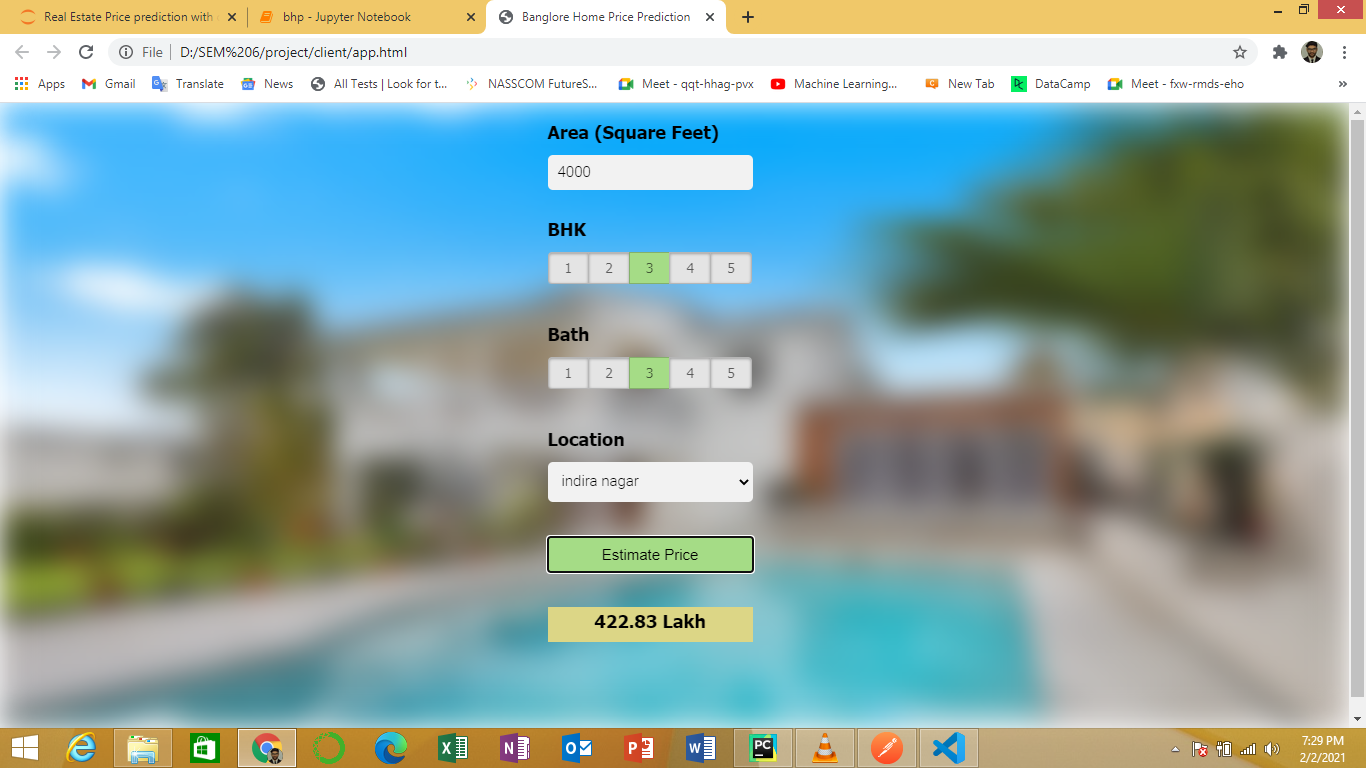 Real Estate Price prediction with
bhp - Jupyter Notebook
Banglore Home Price Prediction
File
D:/SEM%206/project/client/app.html
Apps
Gmail
Translate
News
All Tests | Look for t...
NASSCOM FutureS...
Meet - qqt-hhag-pvx
Machine Learning...
New Tab
DataCamp
Meet - fxw-rmds-eho
Area (Square Feet)
4000
BHK
1 2 3 4 5
Bath
1 2 3 4 5
Location
indira nagar
Estimate Price
422.83 Lakh
7:29 PM
2/2/2021